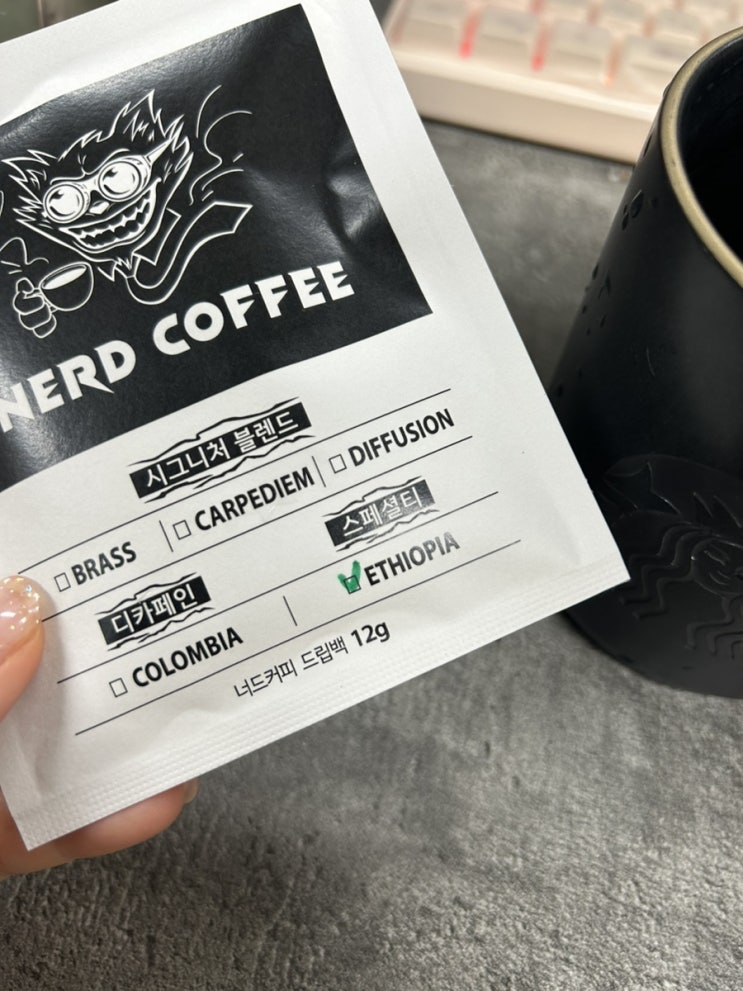 NERD COFFEE
시그니처 블렌드
BRASS CARPEDIEM DIFFUSION
디카페인 스페셜티
COLOMBIA ETHIOPIA
너드커피 드립백 12g